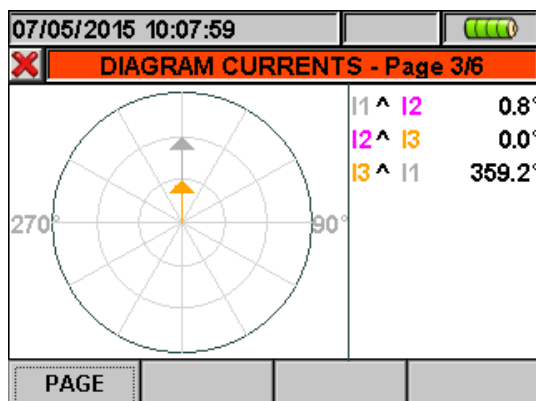 07/05/2015 10:07:59
DIAGRAM CURRENTS - Page 3/6
I1 ^ I2 0.8°
I2 ^ I3 0.0°
I3 ^ I1 359.2°
270° 90°
PAGE